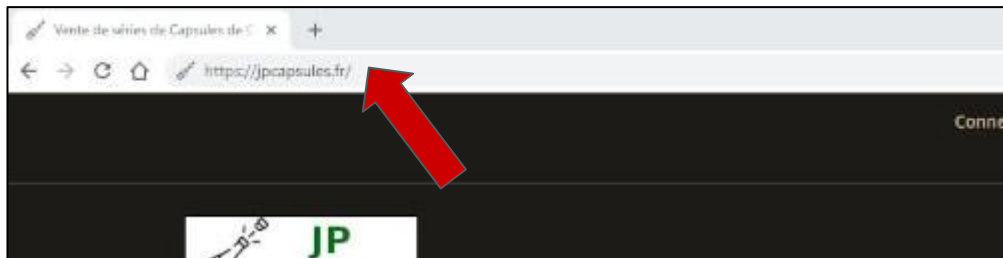 Vente de séries de Capsules de C
https://jpcapsules.fr/
Conne
JP